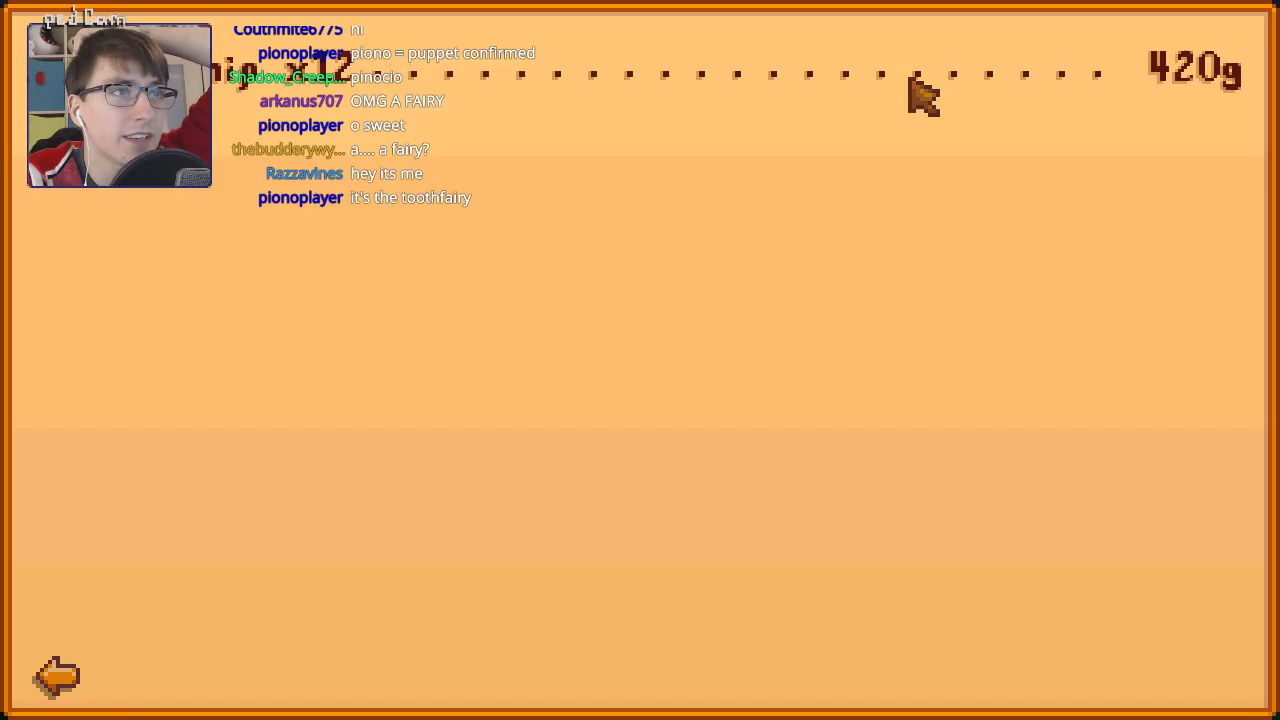 Couthmite6775 hi
pionoplayer piono = puppet confirmed
x12 420g
Shadow_Creep... pinocio
arkanus707 OMG A FAIRY
pionoplayer o sweet
thebudderywy... a.... a fairy?
Razzavines hey its me
pionoplayer it's the toothfairy